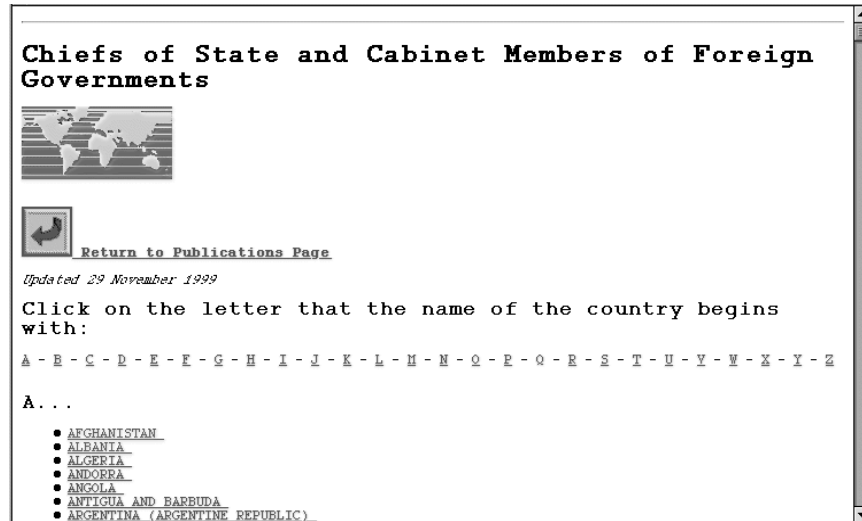 Chiefs of State and Cabinet Members of Foreign
Governments
Return to Publications Page
Updated 29 November 1999
Click on the letter that the name of the country begins
with:
A - B - C - D - E - F - G - H - I - J - K - L - M - N - O - P - Q - R - S - T - U - V - W - X - Y - Z
A...
AFGHANISTAN
ALBANIA
ALGERIA
ANDORRA
ANGOLA
ANTIGUA AND BARBUDA
ARGENTINA (ARGENTINE REPUBLIC)